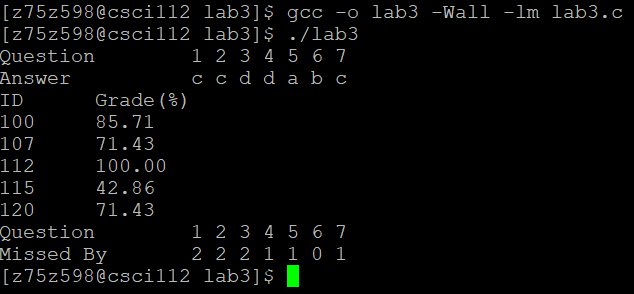 [z75z598@csci112 lab3]$ gcc -o lab3 -Wall -lm lab3.c
[z75z598@csci112 lab3]$ ./lab3
Question 1 2 3 4 5 6 7
Answer c c d d a b c
ID Grade(%)
100 85.71
107 71.43
112 100.00
115 42.86
120 71.43
Question 1 2 3 4 5 6 7
Missed By 2 2 2 1 1 0 1
[z75z598@csci112 lab3]$